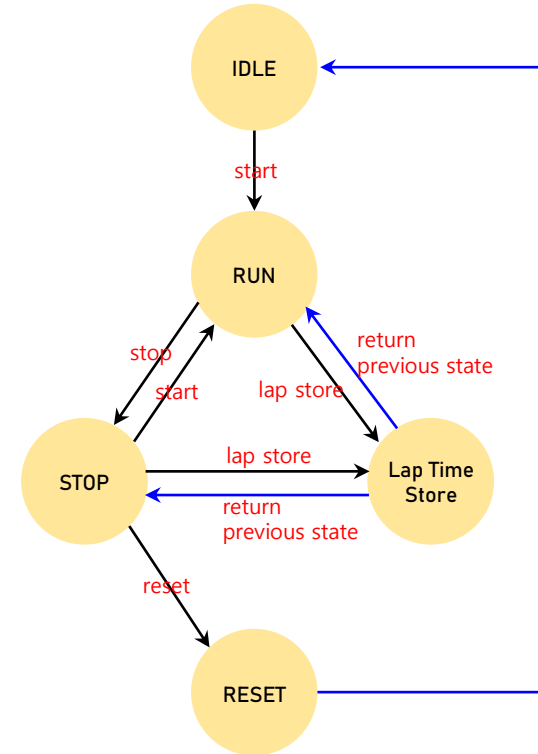 IDLE
start
RUN
stop
start
return
previous state
lap store
STOP
lap store
Lap Time
Store
return
previous state
reset
RESET